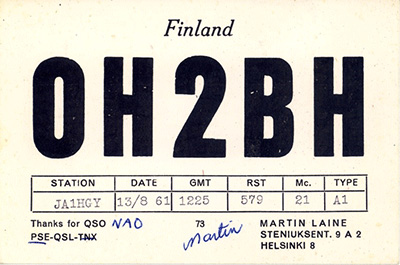 Finland
OH2BH
STATION DATE GMT RST Mc. TYPE
JA1HGY 13/8 61 1225 579 21 A1
Thanks for QSO NAO 73 MARTIN LAINE
PSE-QSL-TNX Martin STENIUKSENT. 9 A 2
HELSINKI 8